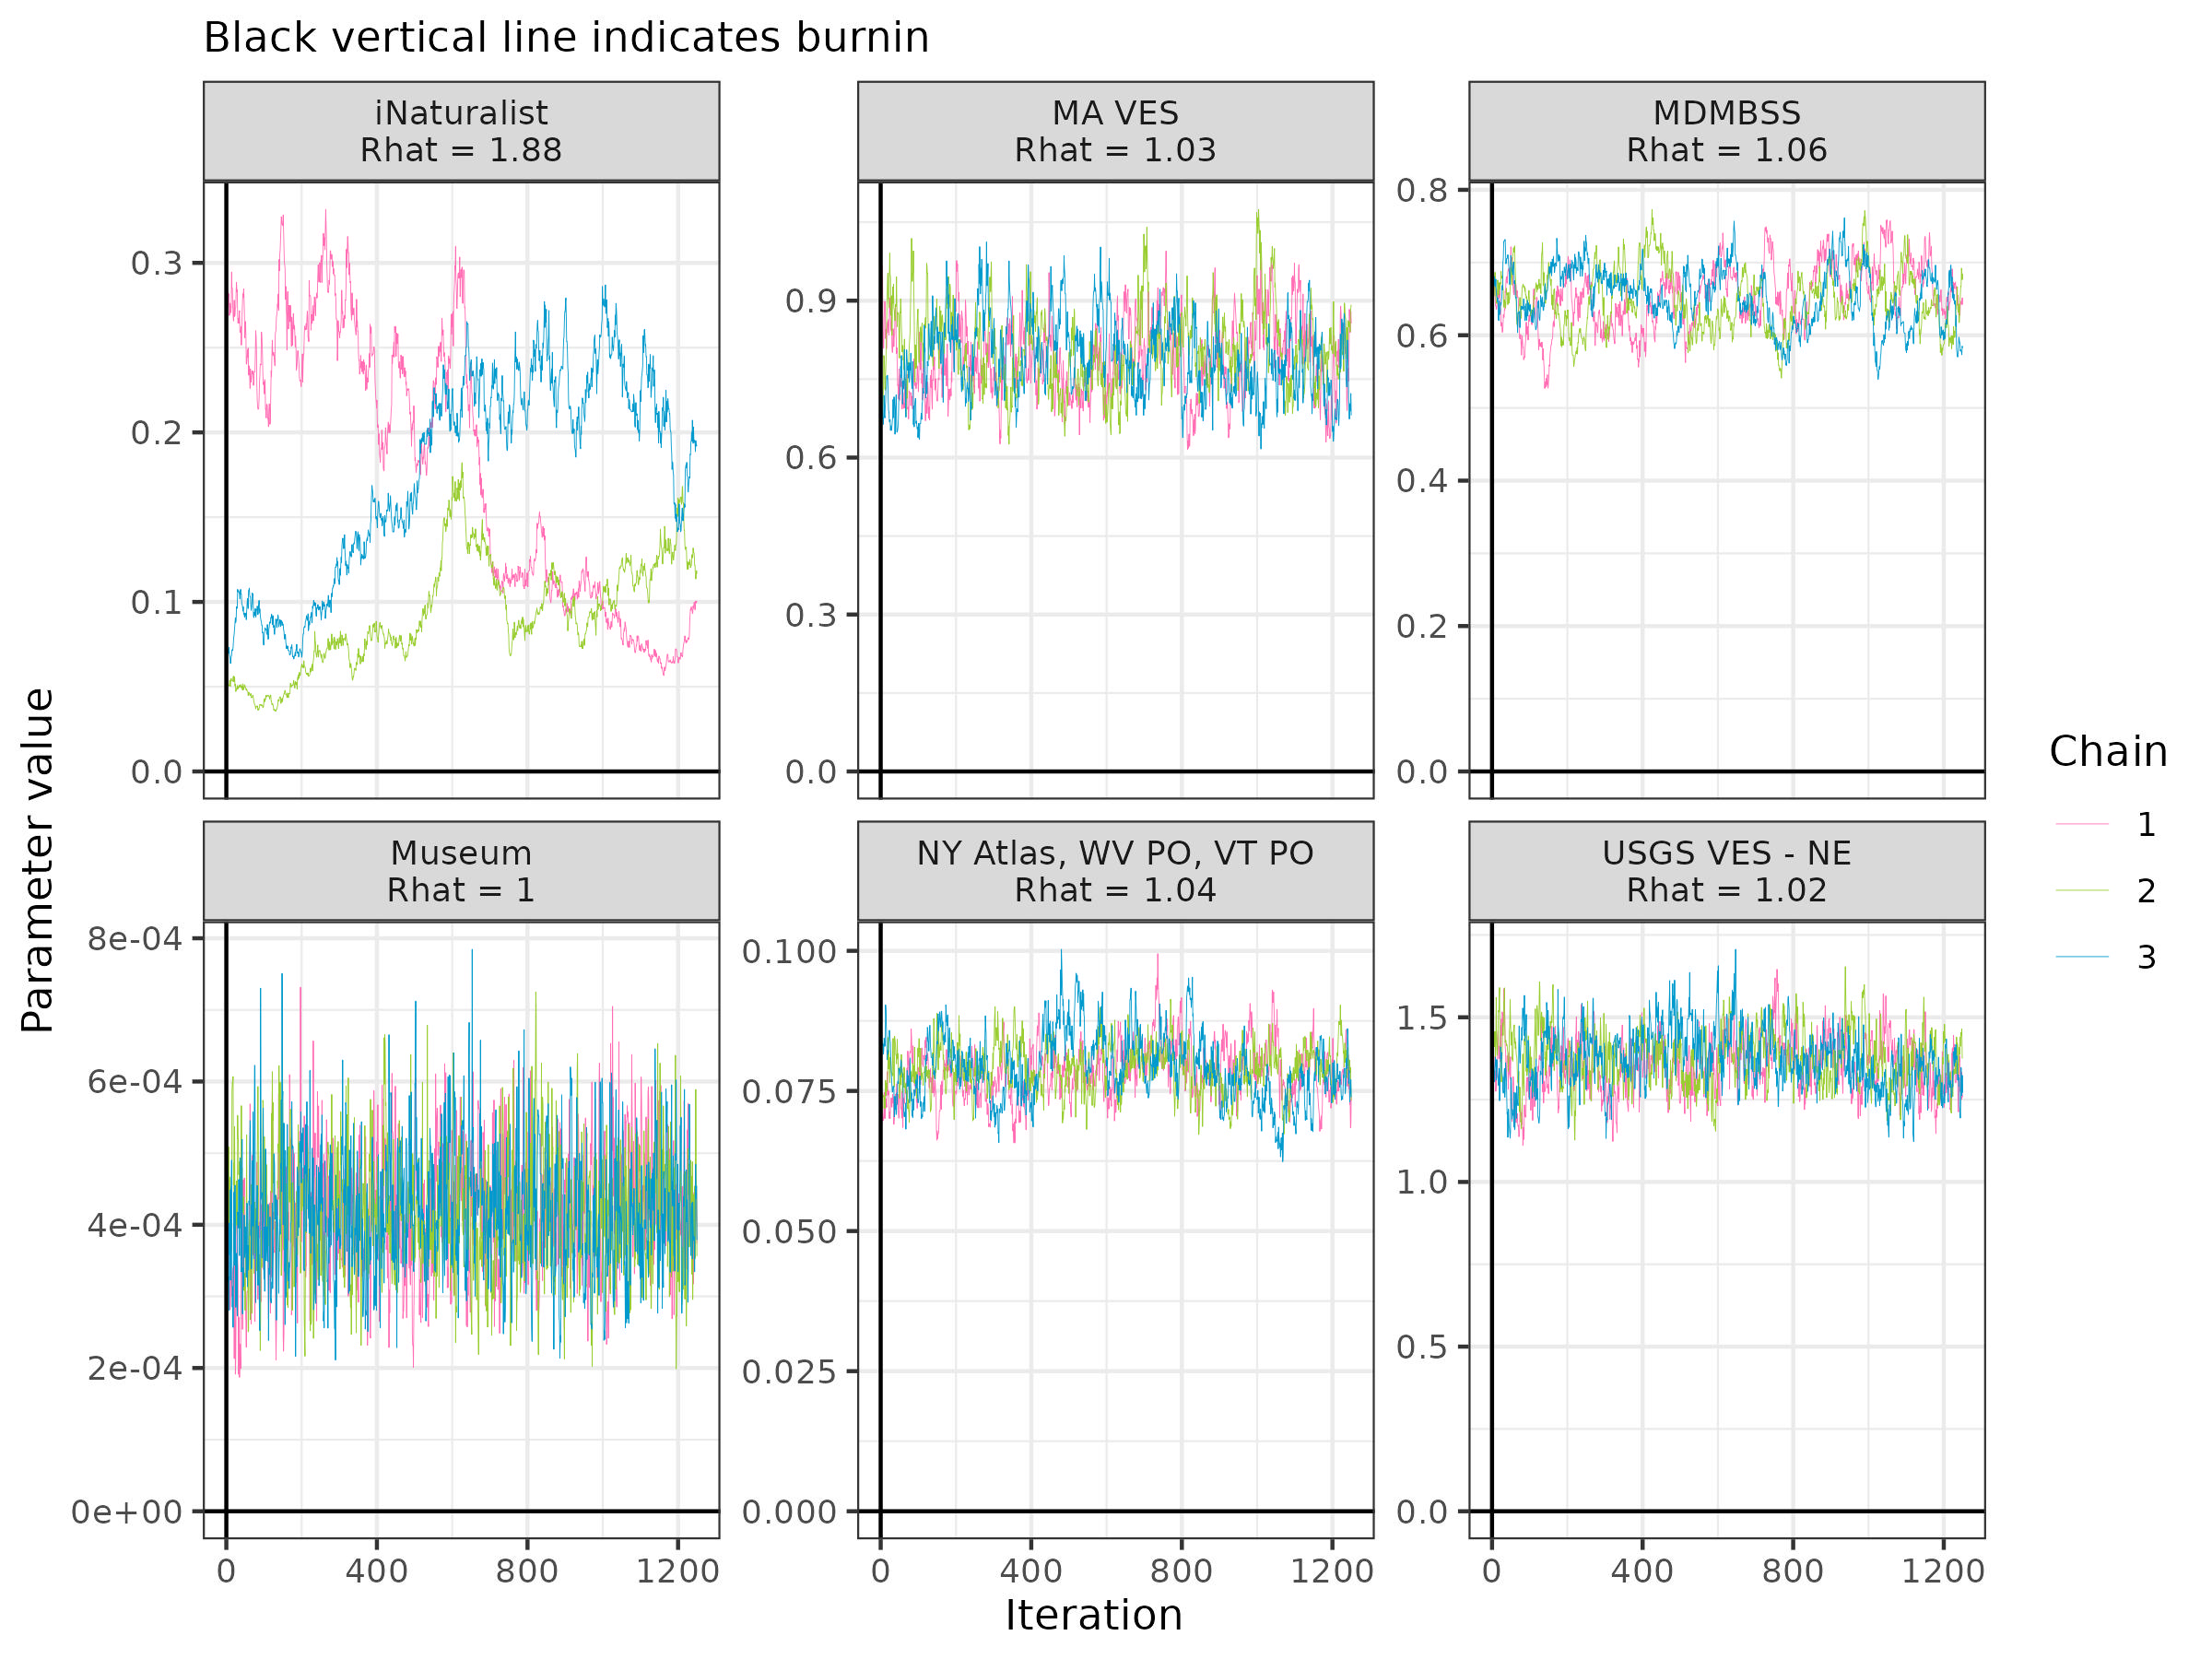 Black vertical line indicates burnin
iNaturalist
Rhat = 1.88
MA VES
Rhat = 1.03
MDMBSS
Rhat = 1.06
0.3
0.2
0.1
0.0
0.9
0.6
0.3
0.0
0.8
0.6
0.4
0.2
0.0
Parameter value
Museum
Rhat = 1
NY Atlas, WV PO, VT PO
Rhat = 1.04
USGS VES - NE
Rhat = 1.02
8e-04
6e-04
4e-04
2e-04
0e+00
0.100
0.075
0.050
0.025
0.000
1.5
1.0
0.5
0.0
0 400 800 1200
0 400 800 1200
0 400 800 1200
Iteration
Chain
1
2
3